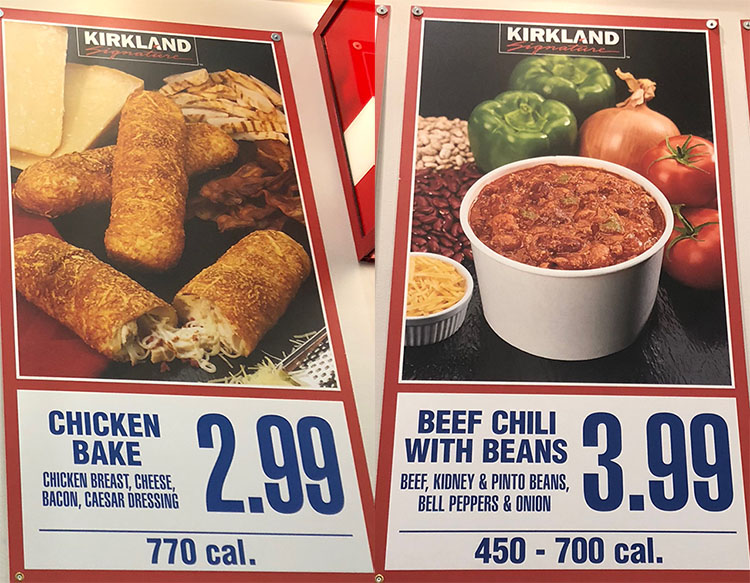 KIRKLAND
Signature
CHICKEN
BAKE
CHICKEN BREAST, CHEESE,
BACON, CAESAR DRESSING
2.99
770 cal.
KIRKLAND
Signature
TM
BEEF CHILI
WITH BEANS
BEEF, KIDNEY & PINTO BEANS,
BELL PEPPERS & ONION
3.99
450 - 700 cal.